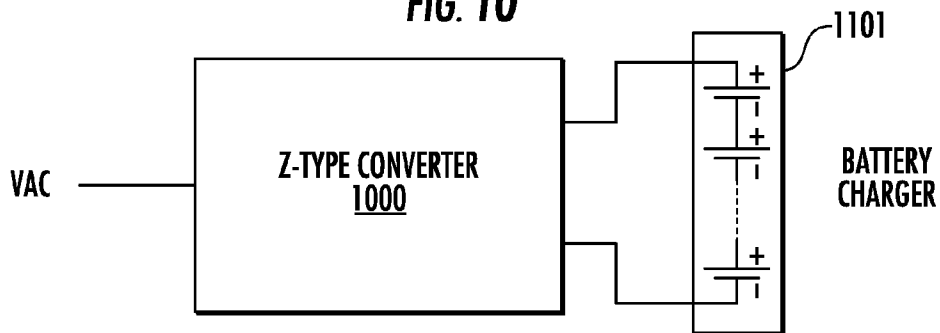 FIG. 10
1101
VAC
Z-TYPE CONVERTER
1000
+
-
+
-
+
-
BATTERY
CHARGER